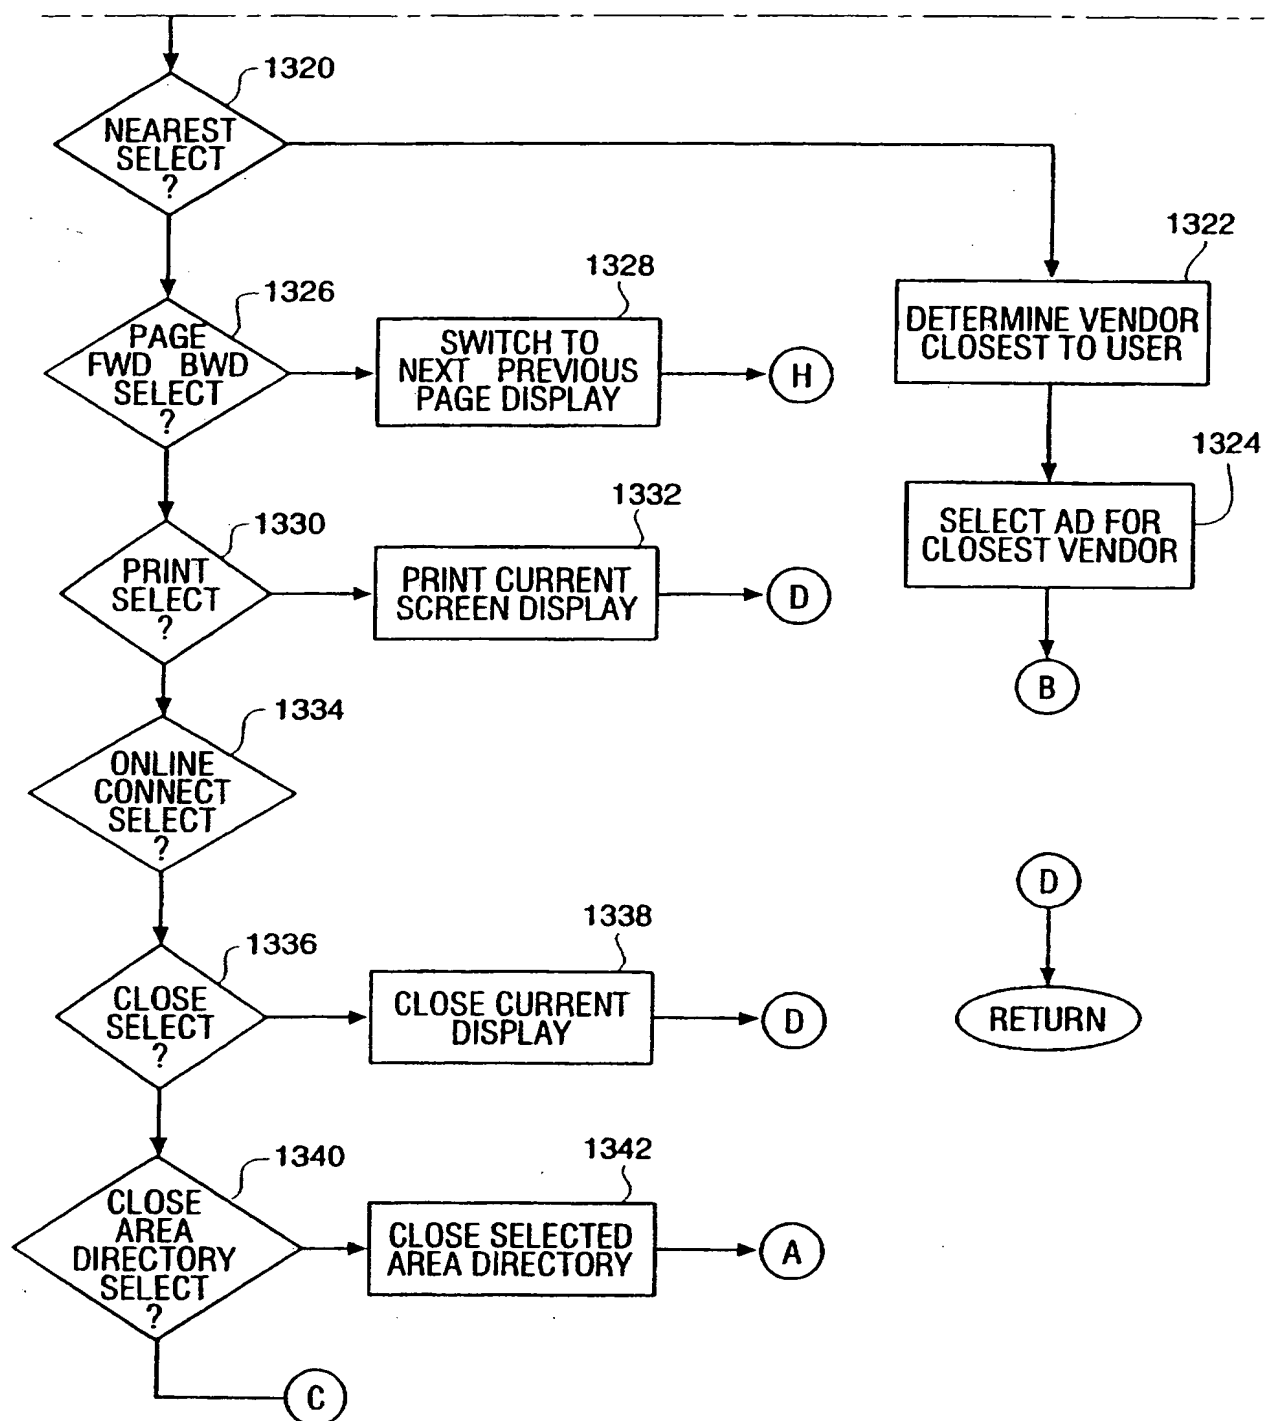 1320
NEAREST
SELECT
?
1322
DETERMINE VENDOR
CLOSEST TO USER
1324
SELECT AD FOR
CLOSEST VENDOR
B
1326
PAGE
FWD BWD
SELECT
?
1328
SWITCH TO
NEXT PREVIOUS
PAGE DISPLAY
H
1330
PRINT
SELECT
?
1332
PRINT CURRENT
SCREEN DISPLAY
D
1334
ONLINE
CONNECT
SELECT
?
D
RETURN
1336
CLOSE
SELECT
?
1338
CLOSE CURRENT
DISPLAY
D
1340
CLOSE
AREA
DIRECTORY
SELECT
?
1342
CLOSE SELECTED
AREA DIRECTORY
A
C